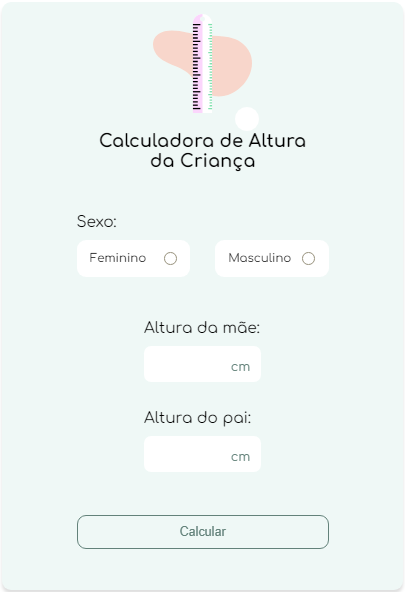 Calculadora de Altura
da Criança
Sexo:
Feminino
Masculino
Altura da mãe:
cm
Altura do pai:
cm
Calcular